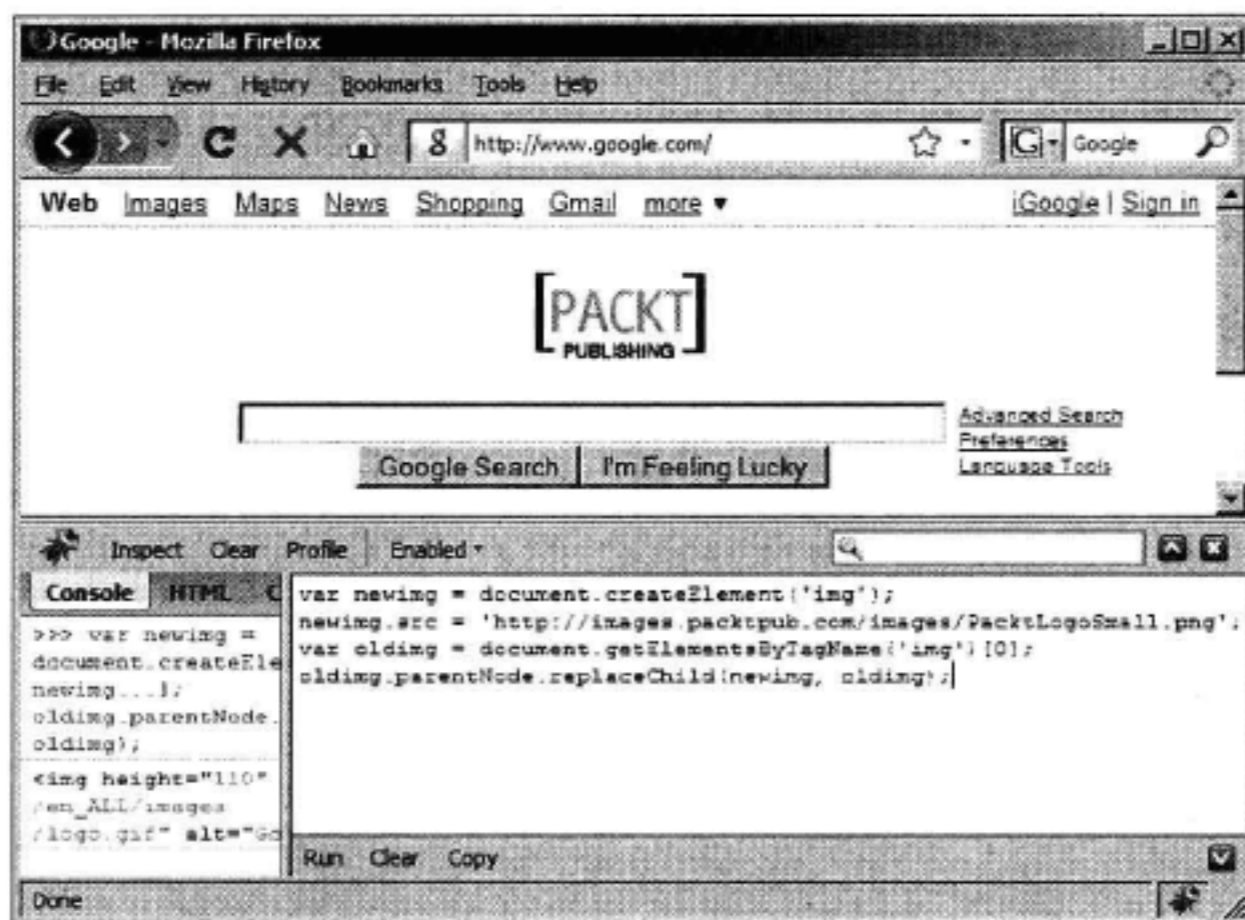 Google - Mozilla Firefox
File Edit View History Bookmarks Tools Help
g http://www.google.com/ G Google
Web Images Maps News Shopping Gmail more ▼ iGoogle | Sign in
[PACKT]
PUBLISHING
Advanced Search
Preferences
Language Tools
Google Search I'm Feeling Lucky
Inspect Clear Profile Enabled
Console HTML C
>>> var newimg =
document.createEle
newimg...];
oldimg.parentNode.
oldimg);
<img height="110"
/en_ALL/images
/logo.gif" alt="Go
var newimg = document.createElement('img');
newimg.src = 'http://images.packtpub.com/images/PacktLogoSmall.png';
var oldimg = document.getElementsByTagName('img')[0];
oldimg.parentNode.replaceChild(newimg, oldimg);
Run Clear Copy
Done